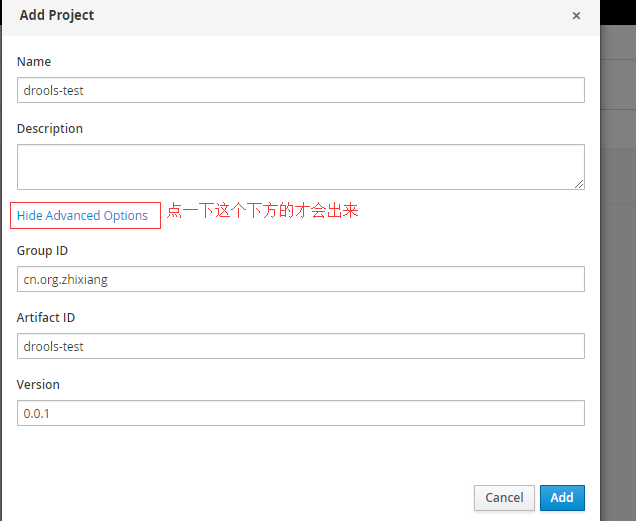 Add Project ×
Name
drools-test
Description
Hide Advanced Options 点一下这个下方的才会出来
Group ID
cn.org.zhixiang
Artifact ID
drools-test
Version
0.0.1
Cancel Add